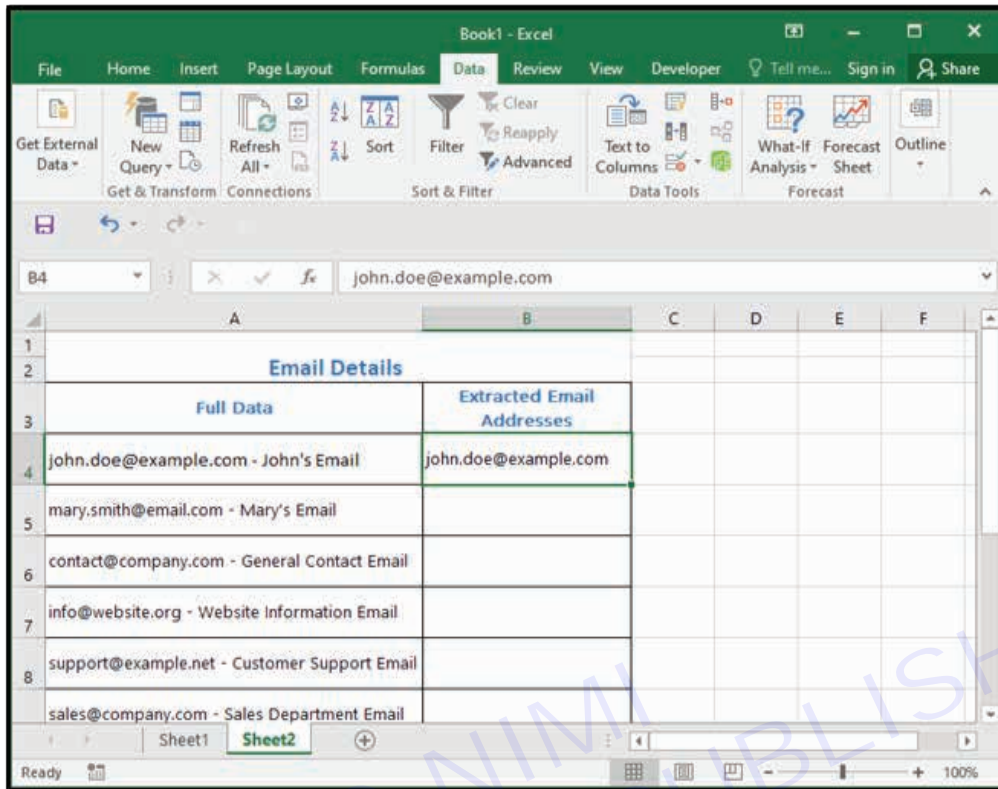 Book1 - Excel
File Home Insert Page Layout Formulas Data Review View Developer Tell me... Sign in Share
Get External Data
New Query
Get & Transform
Refresh All
Connections
Sort
Filter
Clear
Reapply
Advanced
Sort & Filter
Text to Columns
Data Tools
What-If Analysis
Forecast Sheet
Forecast
Outline
B4 fx john.doe@example.com
A B C D E F
1
2 Email Details
3 Full Data Extracted Email Addresses
4 john.doe@example.com - John's Email john.doe@example.com
5 mary.smith@email.com - Mary's Email
6 contact@company.com - General Contact Email
7 info@website.org - Website Information Email
8 support@example.net - Customer Support Email
sales@company.com - Sales Department Email
Sheet1 Sheet2
Ready 100%
NIMI
PUBLISH